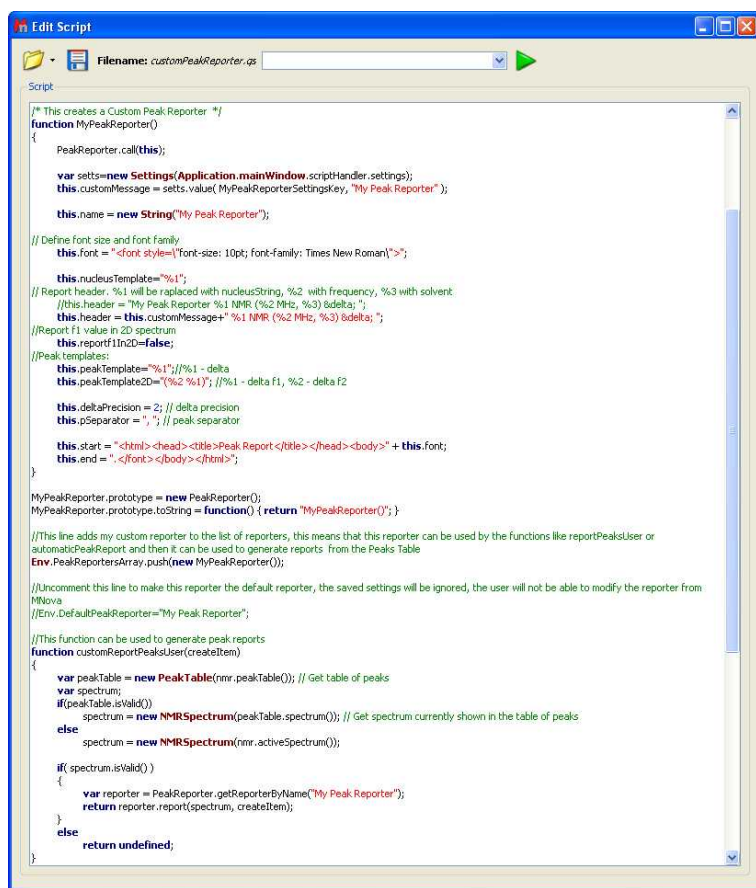 Edit Script
Filename: customPeakReporter.qs
Script
/* This creates a Custom Peak Reporter */
function MyPeakReporter()
{
PeakReporter.call(this);
var setts=new Settings(Application.mainWindow.scriptHandler.settings);
this.customMessage = setts.value( MyPeakReporterSettingsKey, "My Peak Reporter" );
this.name = new String("My Peak Reporter");
// Define font size and font family
this.font = "<font style=\"font-size: 10pt; font-family: Times New Roman\">";
this.nucleusTemplate="%1";
// Report header. %1 will be raplaced with nucleusString, %2 with frequency, %3 with solvent
//this.header = "My Peak Reporter %1 NMR (%2 MHz, %3) &delta; ";
this.header = this.customMessage+" %1 NMR (%2 MHz, %3) &delta; ";
//Report f1 value in 2D spectrum
this.reportf1In2D=false;
//Peak templates:
this.peakTemplate="%1";//%1 - delta
this.peakTemplate2D="(%2 %1)"; //%1 - delta f1, %2 - delta f2
this.deltaPrecision = 2; // delta precision
this.pSeparator = ", "; // peak separator
this.start = "<html><head><title>Peak Report</title></head><body>" + this.font;
this.end = ".</font></body></html>";
}
MyPeakReporter.prototype = new PeakReporter();
MyPeakReporter.prototype.toString = function() { return "MyPeakReporter()"; }
//This line adds my custom reporter to the list of reporters, this means that this reporter can be used by the functions like reportPeaksUser or
automaticPeakReport and then it can be used to generate reports from the Peaks Table
Env.PeakReportersArray.push(new MyPeakReporter());
//Uncomment this line to make this reporter the default reporter, the saved settings will be ignored, the user will not be able to modify the reporter from
MNova
//Env.DefaultPeakReporter="My Peak Reporter";
//This function can be used to generate peak reports
function customReportPeaksUser(createItem)
{
var peakTable = new PeakTable(nmr.peakTable()); // Get table of peaks
var spectrum;
if(peakTable.isValid())
spectrum = new NMRSpectrum(peakTable.spectrum()); // Get spectrum currently shown in the table of peaks
else
spectrum = new NMRSpectrum(nmr.activeSpectrum());
if( spectrum.isValid() )
{
var reporter = PeakReporter.getReporterByName("My Peak Reporter");
return reporter.report(spectrum, createItem);
}
else
return undefined;
}